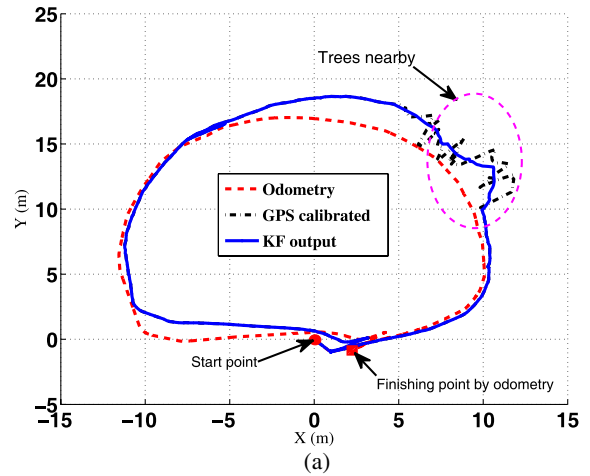 25
20
15
10
5
0
−5
Y (m)
Trees nearby
Odometry
GPS calibrated
KF output
Start point
Finishing point by odometry
−15
−10
−5
0
5
10
15
X (m)
(a)